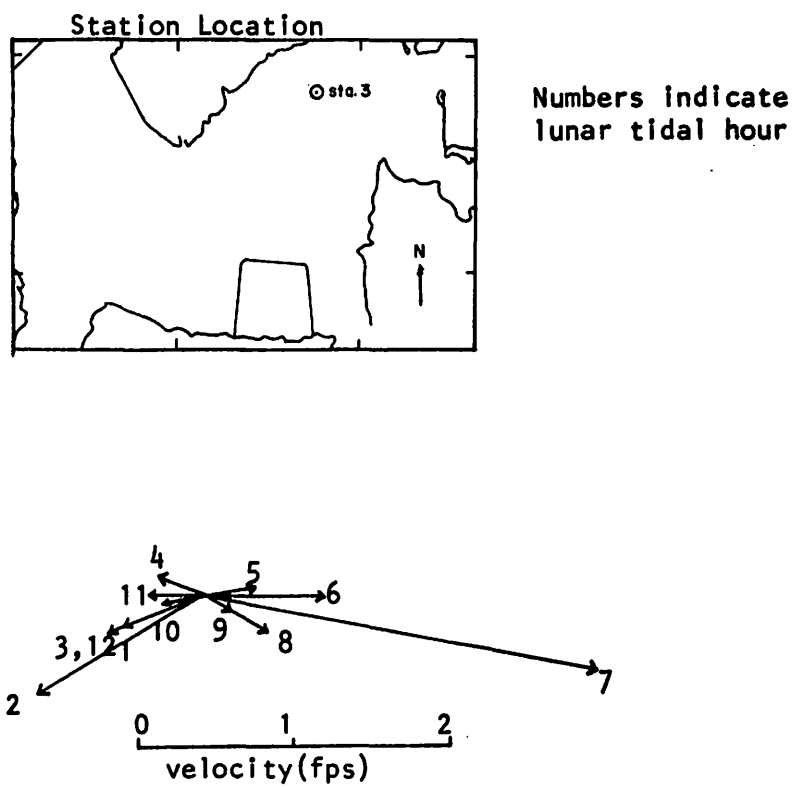 Station Location
sta.3
Numbers indicate
lunar tidal hour
N
4
5
11
6
3,12
1
10
9
8
7
2
0 1 2
velocity(fps)